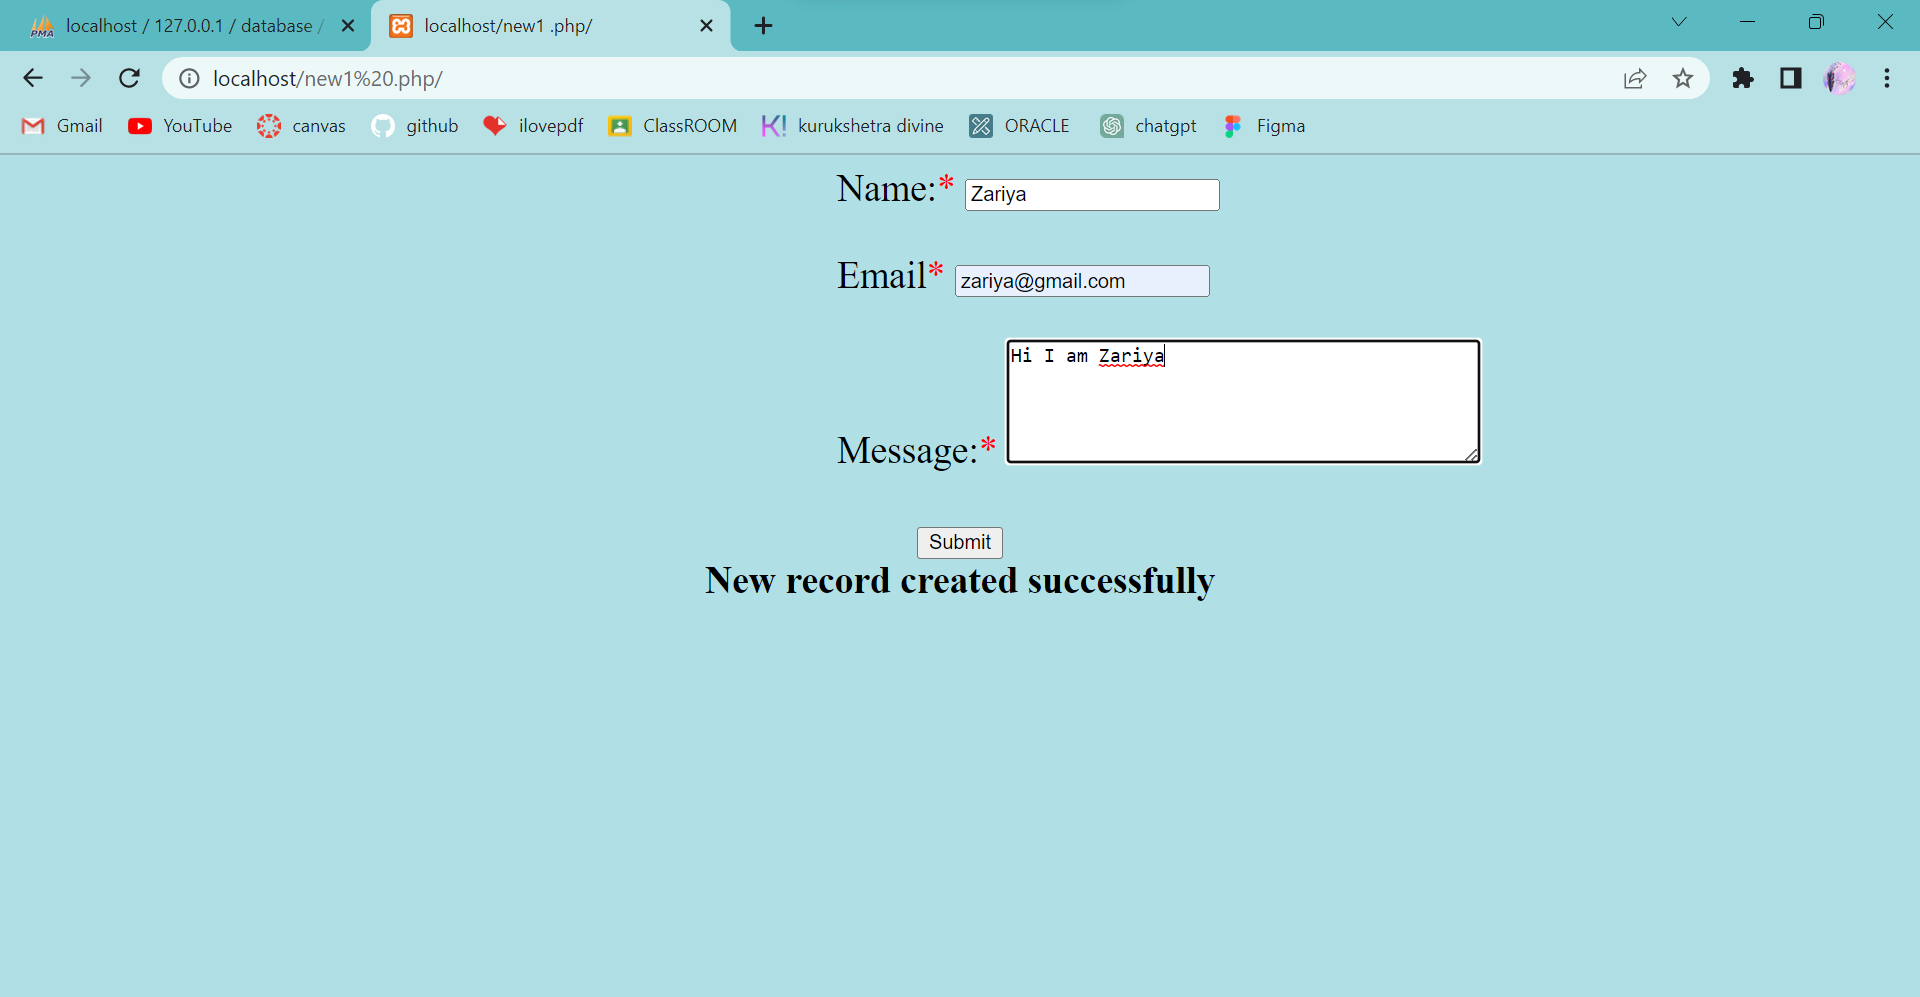 PMA localhost / 127.0.0.1 / database / localhost/new1 .php/
localhost/new1%20.php/
Gmail YouTube canvas github ilovepdf ClassROOM K! kurukshetra divine ORACLE chatgpt Figma
Name:* Zariya
Email* zariya@gmail.com
Hi I am Zariya
Message:*
Submit
New record created successfully